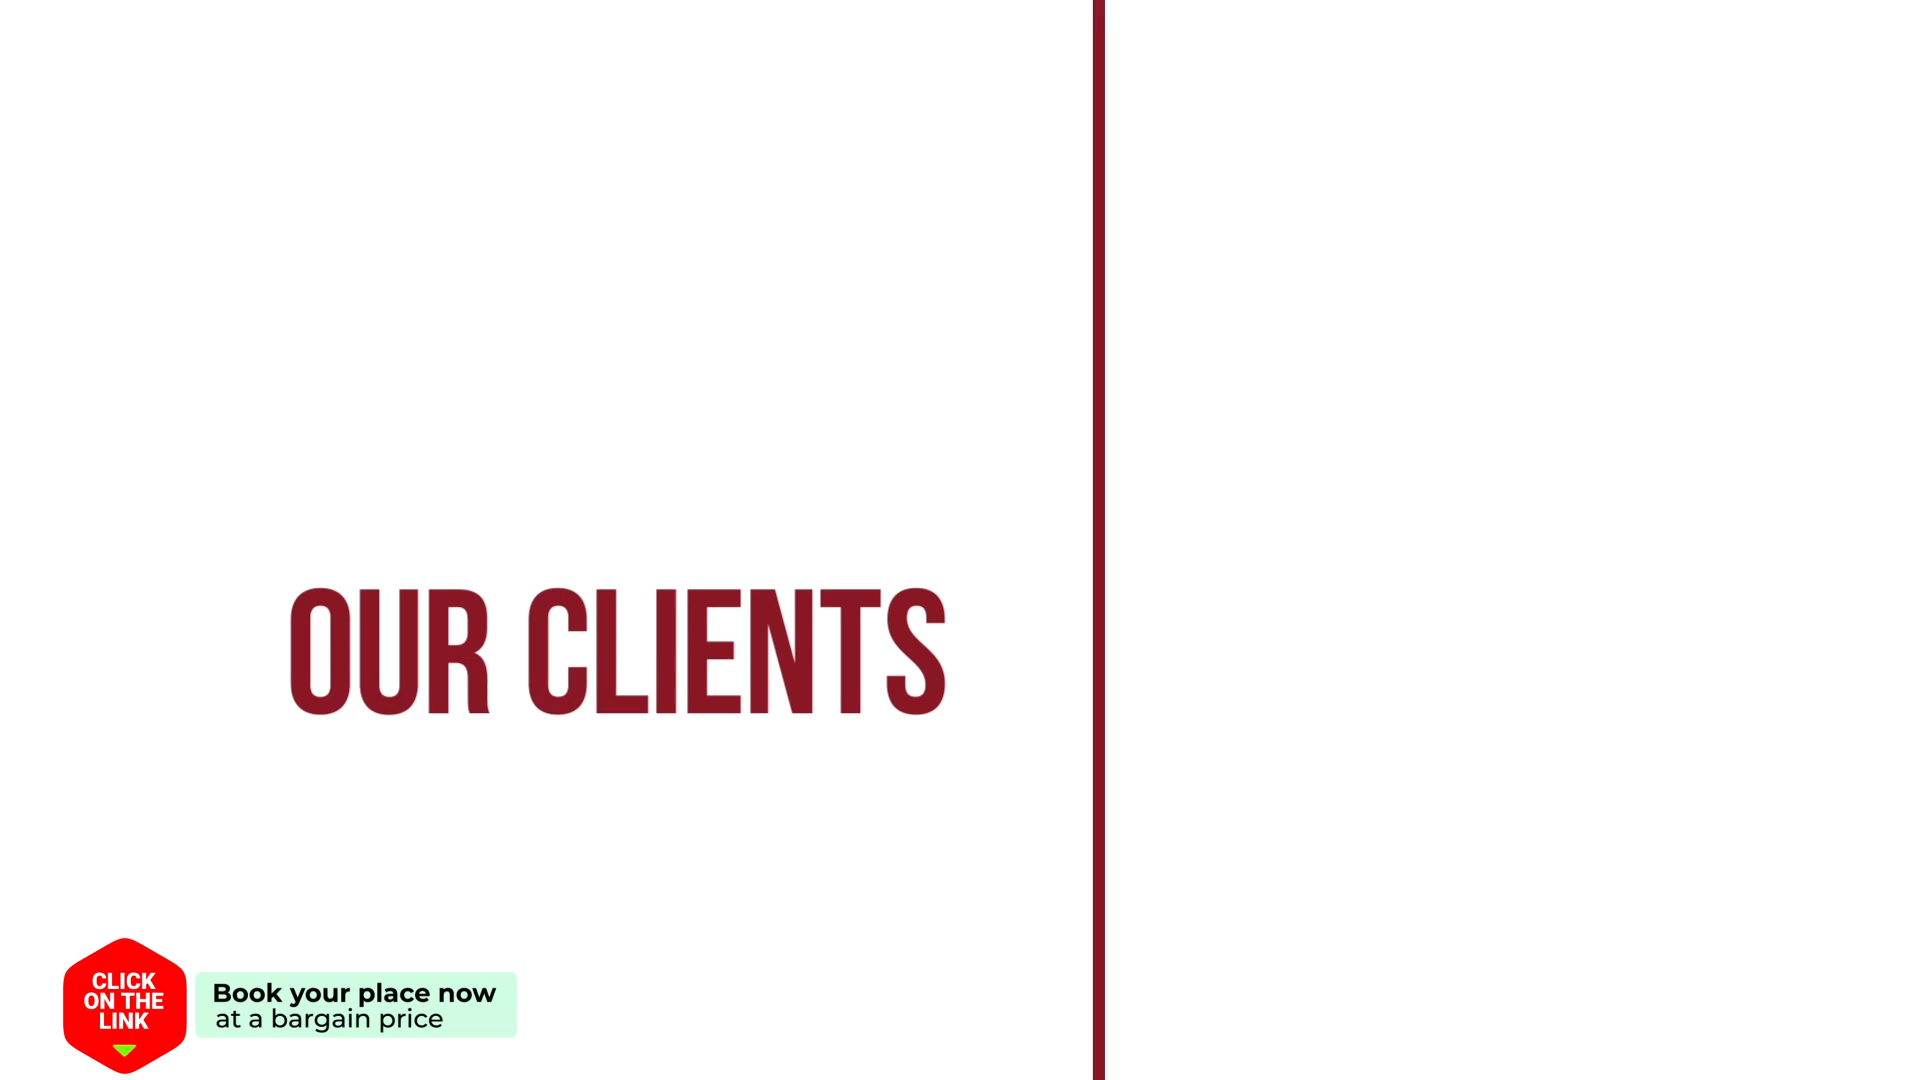 OUR CLIENTS
CLICK
ON THE
LINK
Book your place now
at a bargain price